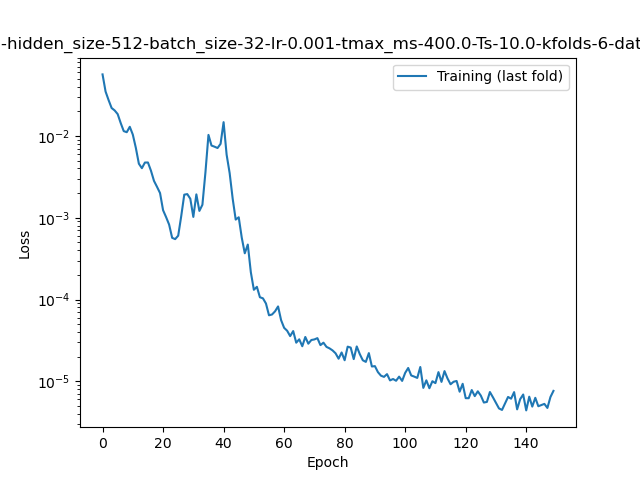 -hidden_size-512-batch_size-32-lr-0.001-tmax_ms-400.0-Ts-10.0-kfolds-6-dat
Training (last fold)
10⁻²
10⁻³
10⁻⁴
10⁻⁵
Loss
0 20 40 60 80 100 120 140
Epoch